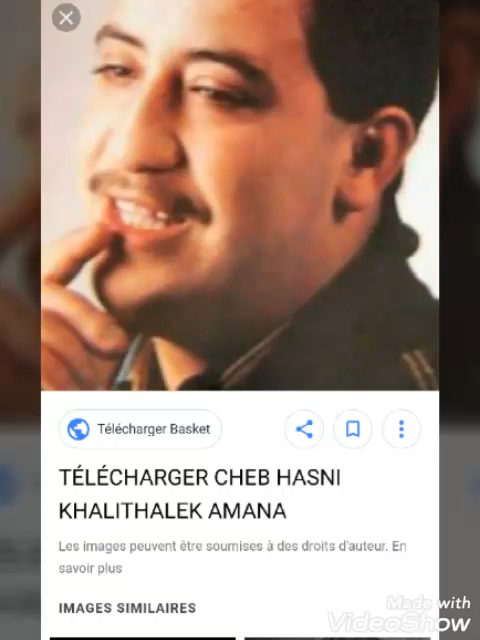 Télécharger Basket
TÉLÉCHARGER CHEB HASNI
KHALITHALEK AMANA
Les images peuvent être soumises à des droits d'auteur. En
savoir plus
IMAGES SIMILAIRES
Made with
VideoShow